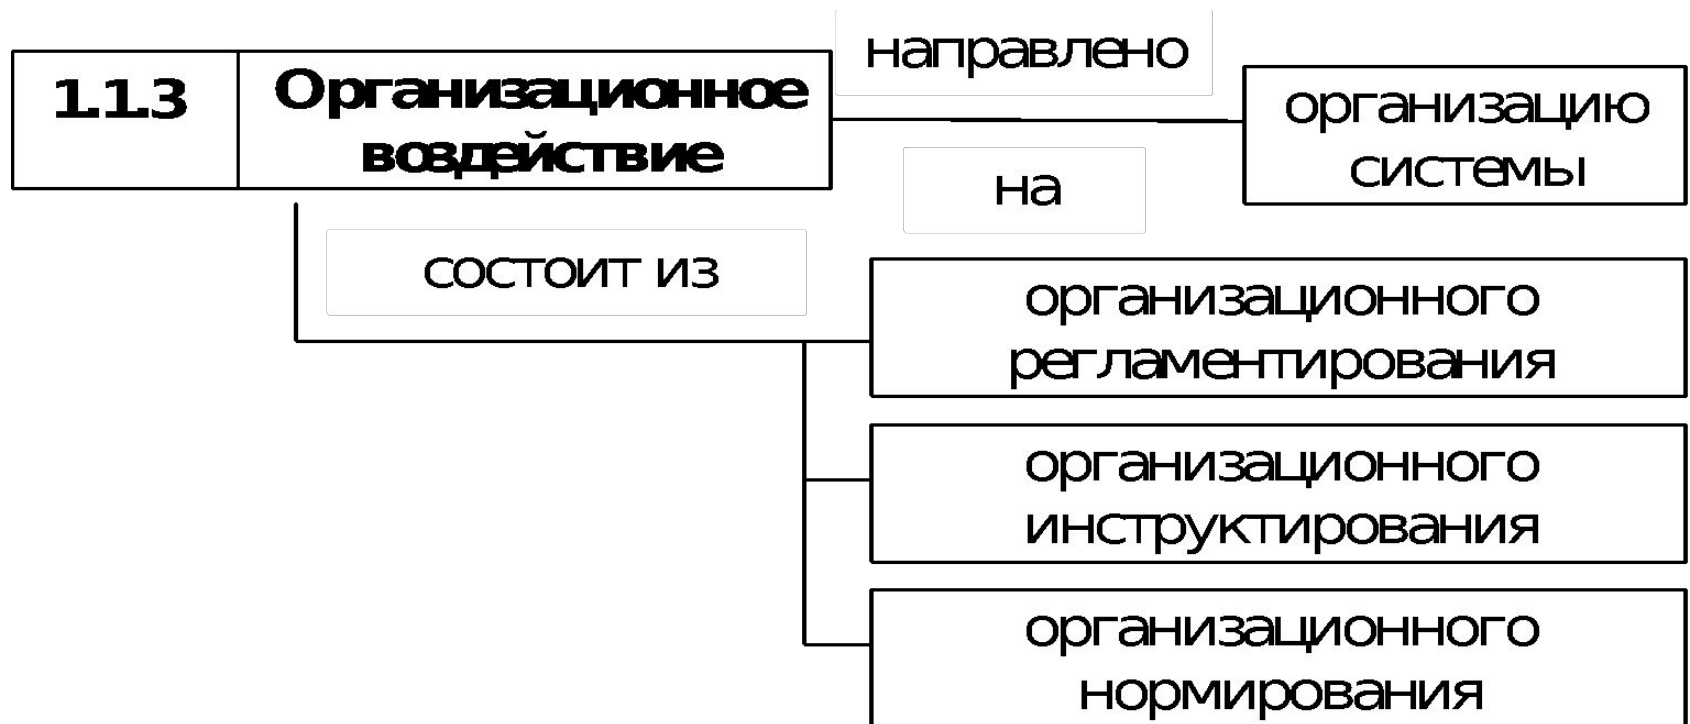 направлено
1.1.3
Организационное
воздействие
организацию
системы
на
состоит из
организационного
регламентирования
организационного
инструктирования
организационного
нормирования